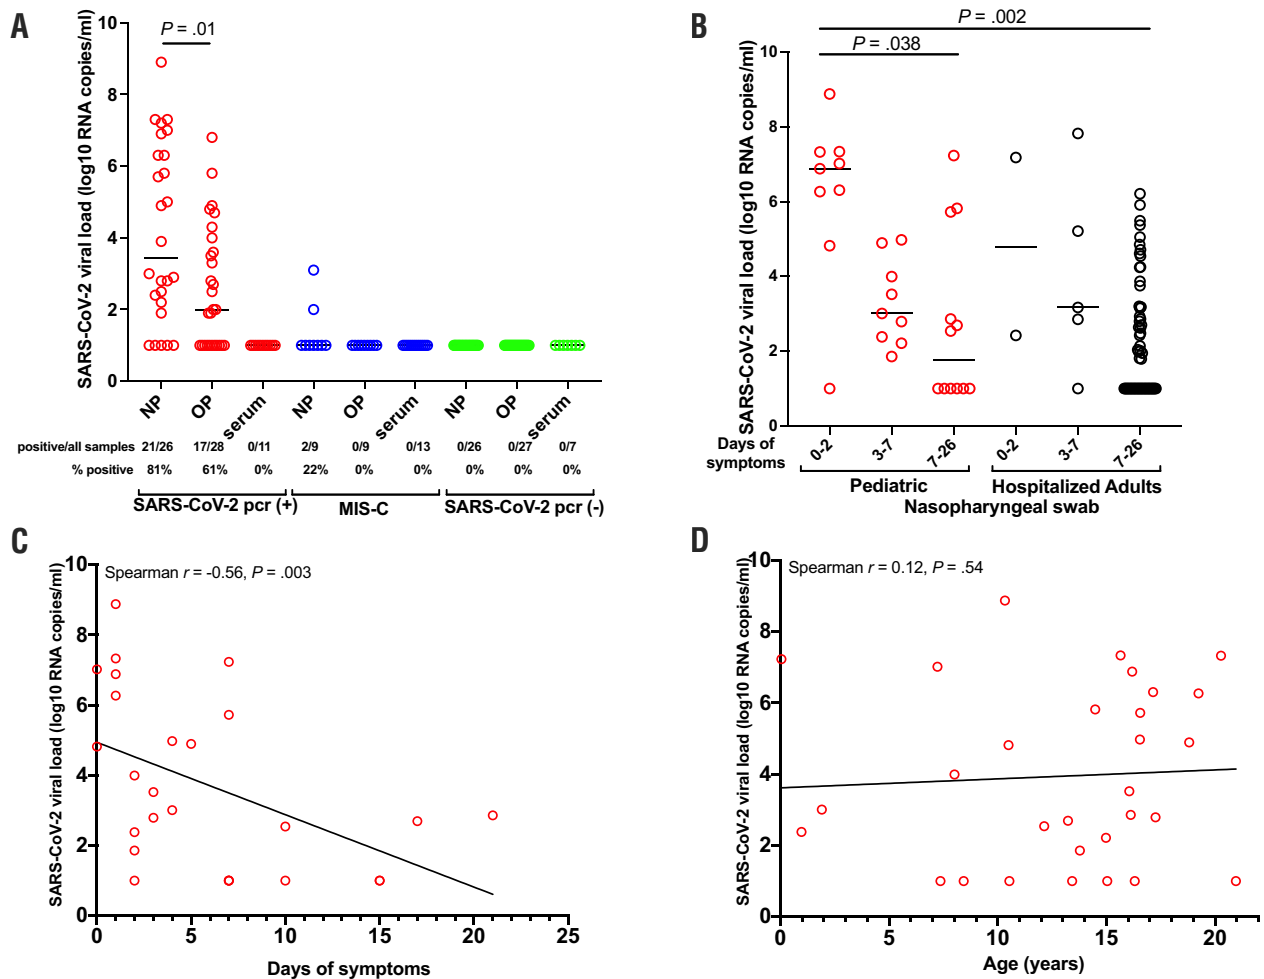 A
P = .01
SARS-CoV-2 viral load (log10 RNA copies/ml)
10
8
6
4
2
0
NP OP serum NP OP serum NP OP serum
positive/all samples 21/26 17/28 0/11 2/9 0/9 0/13 0/26 0/27 0/7
% positive 81% 61% 0% 22% 0% 0% 0% 0% 0%
SARS-CoV-2 pcr (+) MIS-C SARS-CoV-2 pcr (-)
B
P = .002
P = .038
SARS-CoV-2 viral load (log10 RNA copies/ml)
10
8
6
4
2
0
Days of symptoms 0-2 3-7 7-26 0-2 3-7 7-26
Pediatric Hospitalized Adults
Nasopharyngeal swab
C
Spearman r = -0.56, P = .003
SARS-CoV-2 viral load (log10 RNA copies/ml)
10
8
6
4
2
0
0 5 10 15 20 25
Days of symptoms
D
Spearman r = 0.12, P = .54
SARS-CoV-2 viral load (log10 RNA copies/ml)
10
8
6
4
2
0
0 5 10 15 20
Age (years)